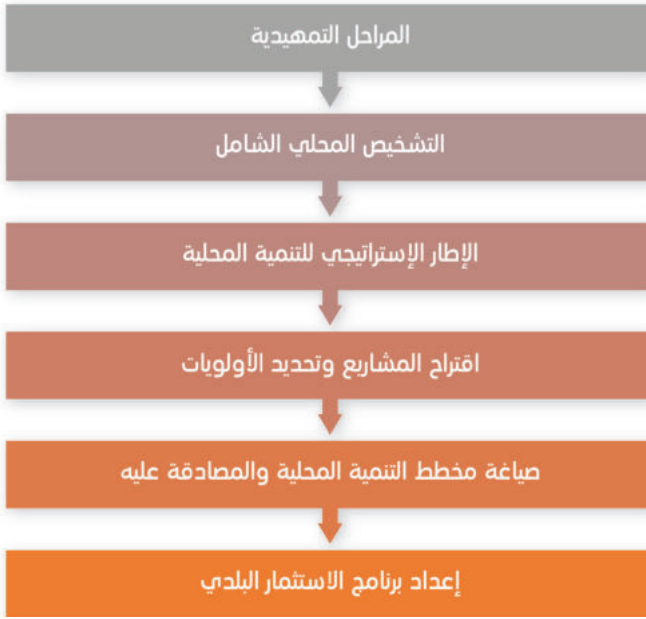 المراحل التمهيدية
التشخيص المحلي الشامل
الإطار الإستراتيجي للتنمية المحلية
اقتراح المشاريع وتحديد الأولويات
صياغة مخطط التنمية المحلية والمصادقة عليه
إعداد برنامج الاستثمار البلدي